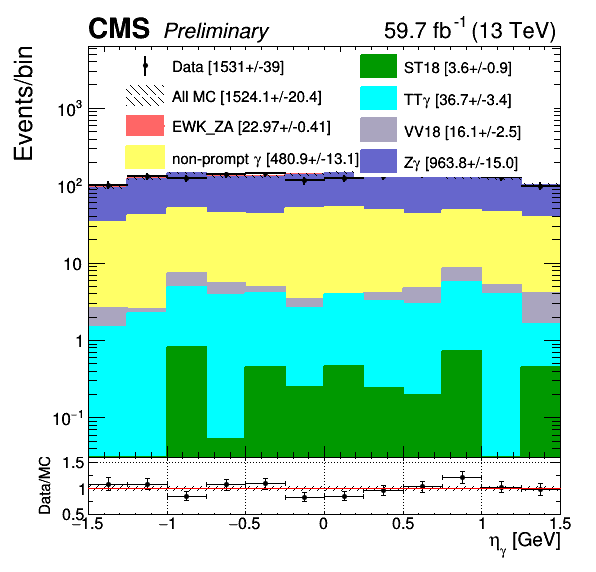 CMS Preliminary 59.7 fb⁻¹ (13 TeV)
Events/bin
Data [1531+/-39]
All MC [1524.1+/-20.4]
EWK_ZA [22.97+/-0.41]
non-prompt γ [480.9+/-13.1]
ST18 [3.6+/-0.9]
TTγ [36.7+/-3.4]
VV18 [16.1+/-2.5]
Zγ [963.8+/-15.0]
10³
10²
10
1
10⁻¹
Data/MC
1.5
1
0.5
−1.5 −1 −0.5 0 0.5 1 1.5
ηγ [GeV]